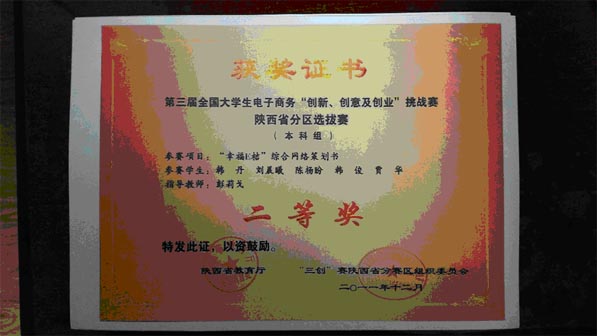 获奖证书
第三届全国大学生电子商务“创新、创意及创业”挑战赛
陕西省分区选拔赛
（本科组）
参赛项目：“幸福E桔”综合网络策划书
参赛学生：韩 丹 刘晨曦 陈杨盼 韩 俊 贾 华
指导教师：彭莉戈
二等奖
特发此证，以资鼓励。
陕西省教育厅 “三创”赛陕西省分赛区组织委员会
二〇一一年十二月